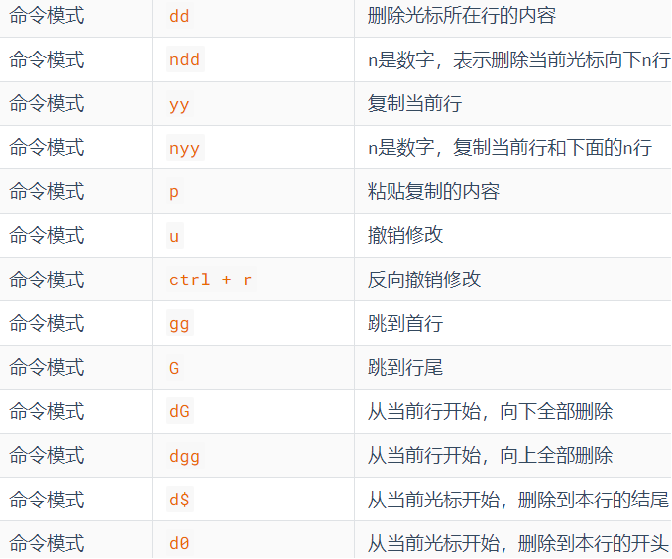 命令模式 dd 删除光标所在行的内容
命令模式 ndd n是数字，表示删除当前光标向下n行
命令模式 yy 复制当前行
命令模式 nyy n是数字，复制当前行和下面的n行
命令模式 p 粘贴复制的内容
命令模式 u 撤销修改
命令模式 ctrl + r 反向撤销修改
命令模式 gg 跳到首行
命令模式 G 跳到行尾
命令模式 dG 从当前行开始，向下全部删除
命令模式 dgg 从当前行开始，向上全部删除
命令模式 d$ 从当前光标开始，删除到本行的结尾
命令模式 d0 从当前光标开始，删除到本行的开头